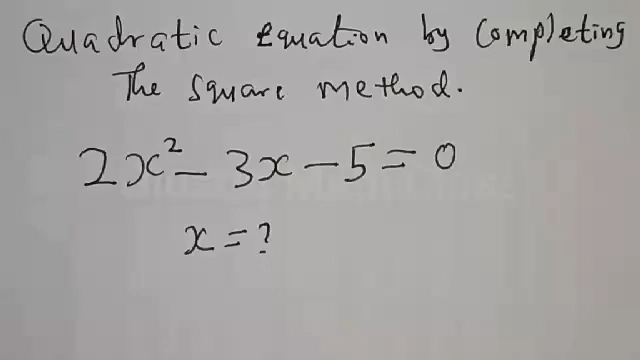 Quadratic Equation by Completing
The Square method.
2x² - 3x - 5 = 0
x = ?